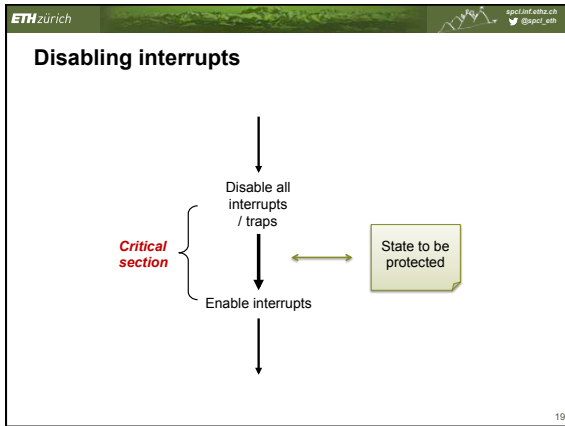 ETH zürich
spcl.inf.ethz.ch
@spcl_eth
Disabling interrupts
Disable all
interrupts
/ traps
Critical
section
State to be
protected
Enable interrupts
19